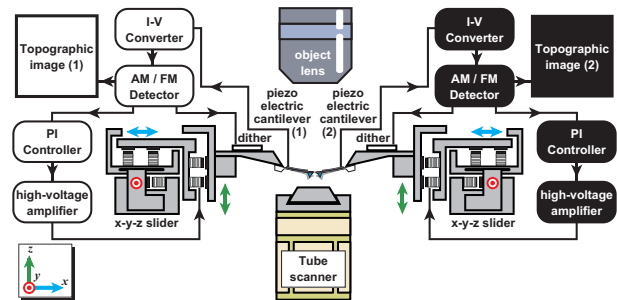 I-V
Converter
Topographic
image (1)
AM / FM
Detector
PI
Controller
high-voltage
amplifier
x-y-z slider
dither
piezo
electric
cantilever
(1)
object
lens
piezo
electric
cantilever
(2)
dither
Tube
scanner
I-V
Converter
AM / FM
Detector
Topographic
image (2)
PI
Controller
high-voltage
amplifier
x-y-z slider
z
y
x